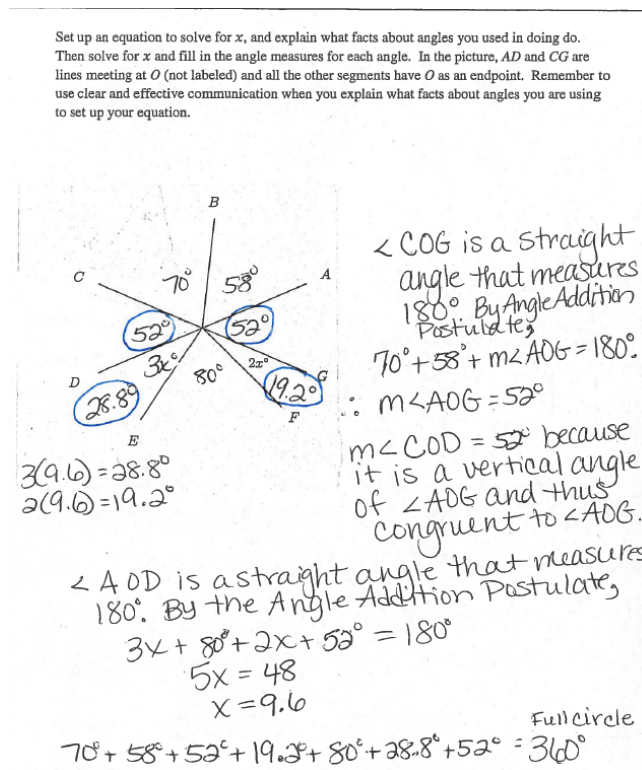 Set up an equation to solve for x, and explain what facts about angles you used in doing do.
Then solve for x and fill in the angle measures for each angle. In the picture, AD and CG are
lines meeting at O (not labeled) and all the other segments have O as an endpoint. Remember to
use clear and effective communication when you explain what facts about angles you are using
to set up your equation.
B
C
70°
58°
A
52°
52°
D
3x°
80°
2x°
G
28.8°
19.2°
F
E
3(9.6) = 28.8°
2(9.6) = 19.2°
∠COG is a straight
angle that measures
180° By Angle Addition
Postulate,
70° + 58° + m∠AOG = 180°.
∴ m∠AOG = 52°
m∠COD = 52° because
it is a vertical angle
of ∠AOG and thus
congruent to ∠AOG.
∠AOD is a straight angle that measures
180°. By the Angle Addition Postulate,
3x + 80° + 2x + 52° = 180°
5x = 48
x = 9.6
Full circle
70° + 58° + 52° + 19.2° + 80° + 28.8° + 52° = 360°